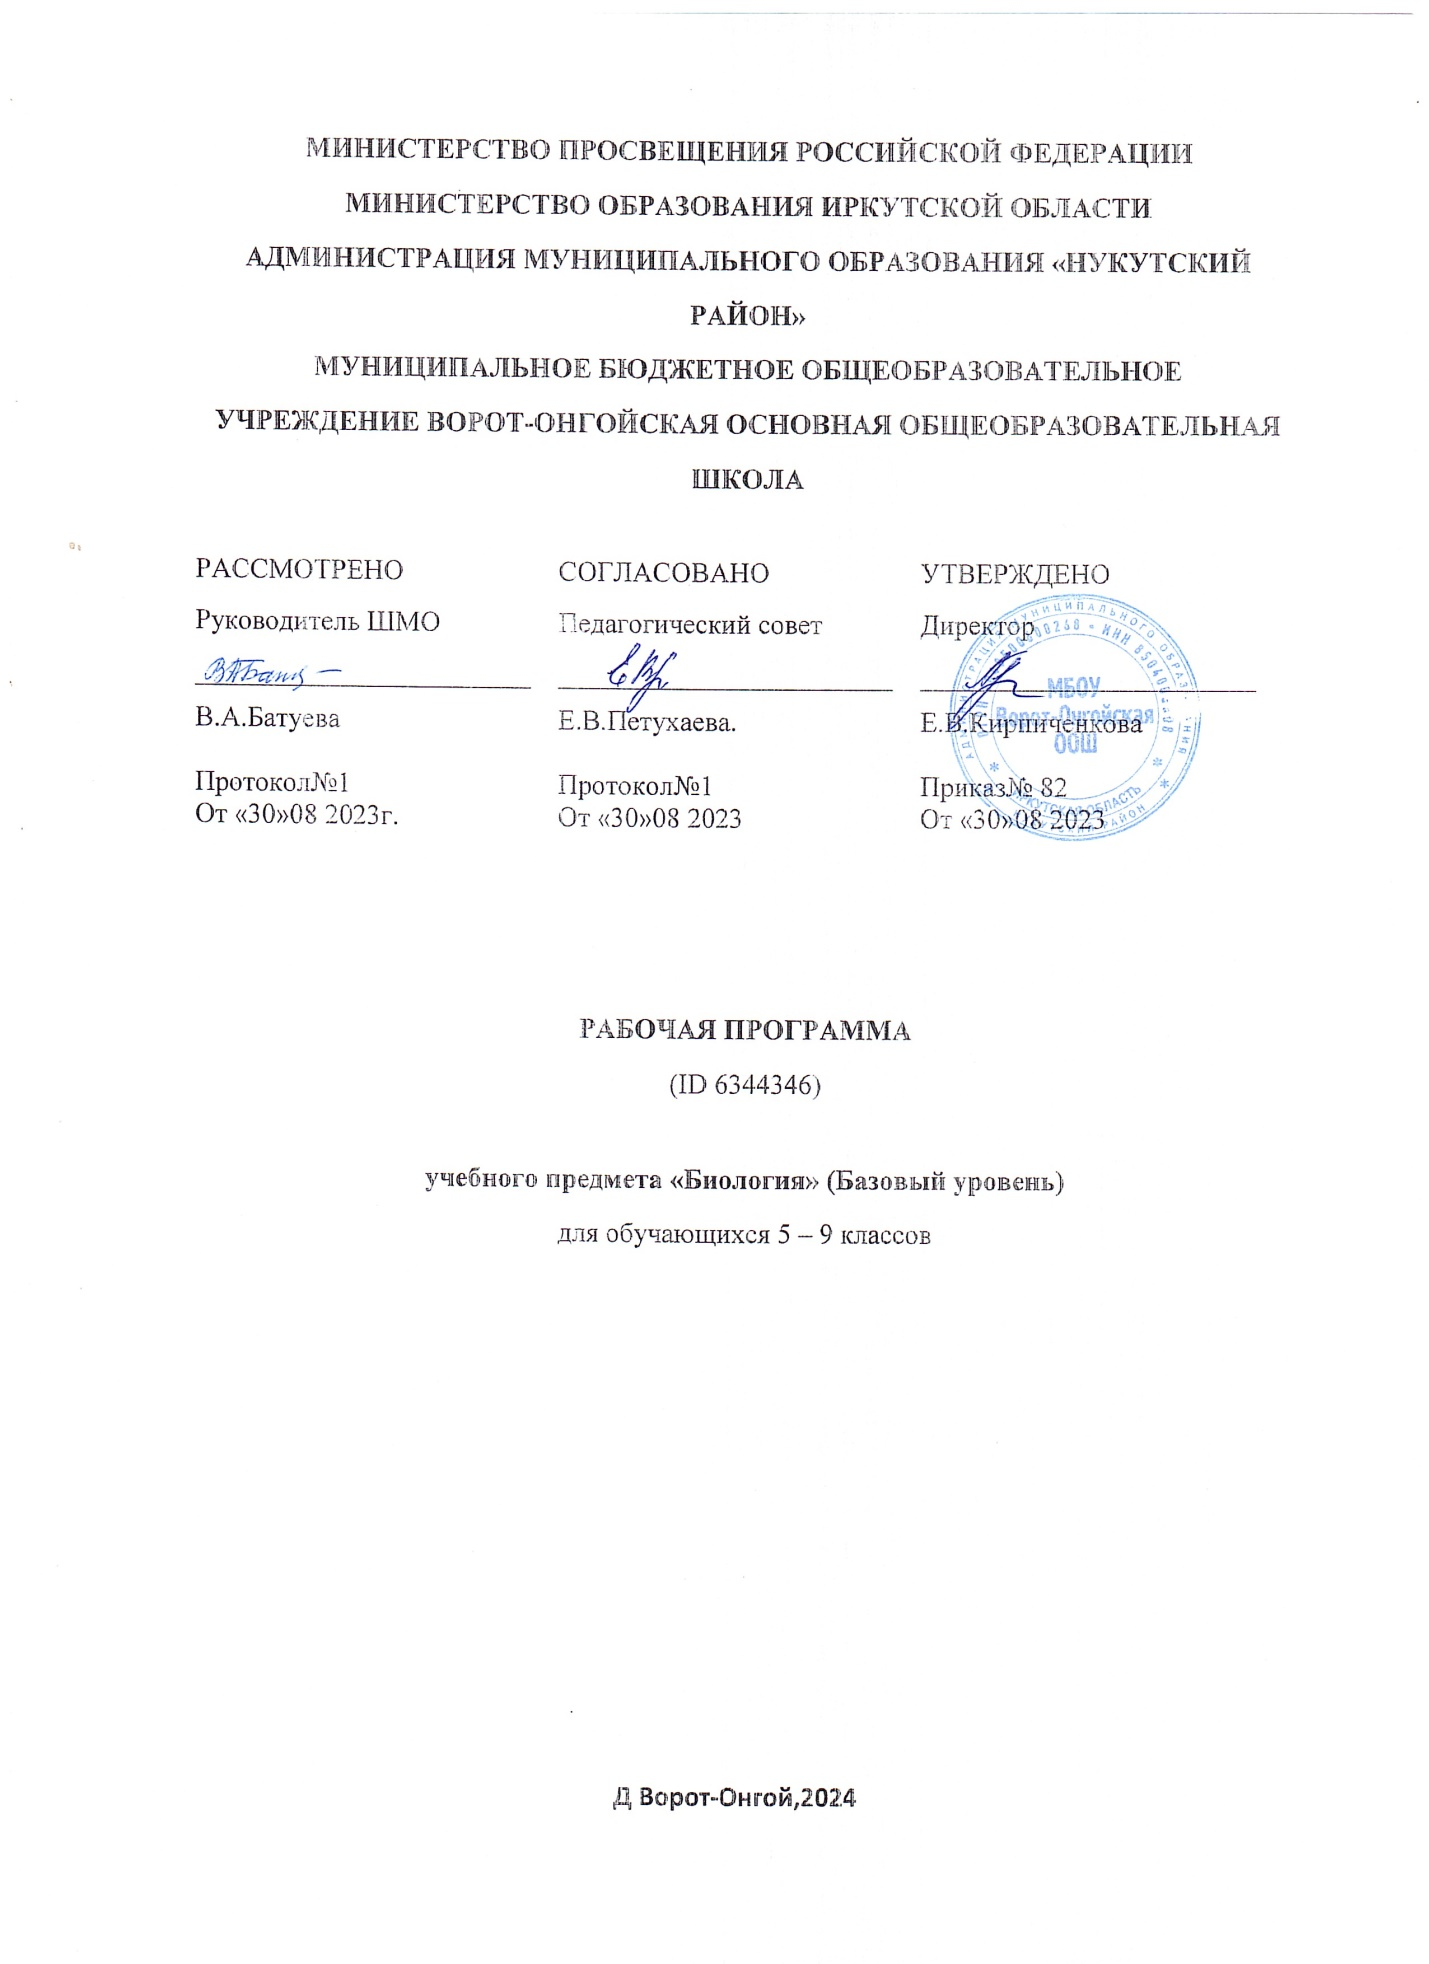 МИНИСТЕРСТВО ПРОСВЕЩЕНИЯ РОССИЙСКОЙ ФЕДЕРАЦИИ
МИНИСТЕРСТВО ОБРАЗОВАНИЯ ИРКУТСКОЙ ОБЛАСТИ
АДМИНИСТРАЦИЯ МУНИЦИПАЛЬНОГО ОБРАЗОВАНИЯ «НУКУТСКИЙ
РАЙОН»
МУНИЦИПАЛЬНОЕ БЮДЖЕТНОЕ ОБЩЕОБРАЗОВАТЕЛЬНОЕ
УЧРЕЖДЕНИЕ ВОРОТ-ОНГОЙСКАЯ ОСНОВНАЯ ОБЩЕОБРАЗОВАТЕЛЬНАЯ
ШКОЛА
РАССМОТРЕНО
Руководитель ШМО
В.А.Батуева
Протокол№1
От «30»08 2023г.
СОГЛАСОВАНО
Педагогический совет
Е.В.Петухаева.
Протокол№1
От «30»08 2023
УТВЕРЖДЕНО
Директор
Е.В.Кирпиченкова
Приказ№ 82
От «30»08 2023
МБОУ
Ворот-Онгойская
ООШ
ИРКУТСКАЯ ОБЛАСТЬ
РАБОЧАЯ ПРОГРАММА
(ID 6344346)
учебного предмета «Биология» (Базовый уровень)
для обучающихся 5 – 9 классов
Д Ворот-Онгой,2024